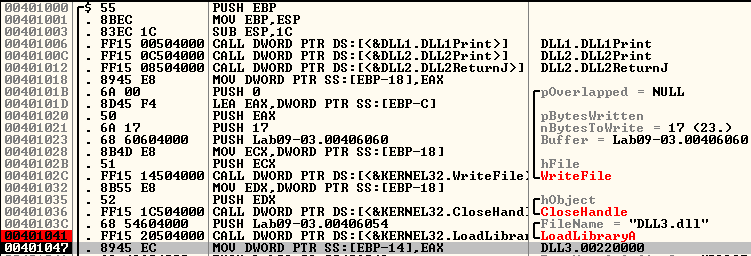 00401000 $ 55 PUSH EBP
00401001 . 8BEC MOV EBP,ESP
00401003 . 83EC 1C SUB ESP,1C
00401006 . FF15 00504000 CALL DWORD PTR DS:[<&DLL1.DLL1Print>] DLL1.DLL1Print
0040100C . FF15 0C504000 CALL DWORD PTR DS:[<&DLL2.DLL2Print>] DLL2.DLL2Print
00401012 . FF15 08504000 CALL DWORD PTR DS:[<&DLL2.DLL2ReturnJ>] DLL2.DLL2ReturnJ
00401018 . 8945 E8 MOV DWORD PTR SS:[EBP-18],EAX
0040101B . 6A 00 PUSH 0 pOverlapped = NULL
0040101D . 8D45 F4 LEA EAX,DWORD PTR SS:[EBP-C]
00401020 . 50 PUSH EAX pBytesWritten
00401021 . 6A 17 PUSH 17 nBytesToWrite = 17 (23.)
00401023 . 68 60604000 PUSH Lab09-03.00406060 Buffer = Lab09-03.00406060
00401028 . 8B4D E8 MOV ECX,DWORD PTR SS:[EBP-18]
0040102B . 51 PUSH ECX hFile
0040102C . FF15 14504000 CALL DWORD PTR DS:[<&KERNEL32.WriteFile] WriteFile
00401032 . 8B55 E8 MOV EDX,DWORD PTR SS:[EBP-18]
00401035 . 52 PUSH EDX hObject
00401036 . FF15 1C504000 CALL DWORD PTR DS:[<&KERNEL32.CloseHand CloseHandle
0040103C . 68 54604000 PUSH Lab09-03.00406054 FileName = "DLL3.dll"
00401041 . FF15 20504000 CALL DWORD PTR DS:[<&KERNEL32.LoadLibra LoadLibraryA
00401047 . 8945 EC MOV DWORD PTR SS:[EBP-14],EAX DLL3.00220000